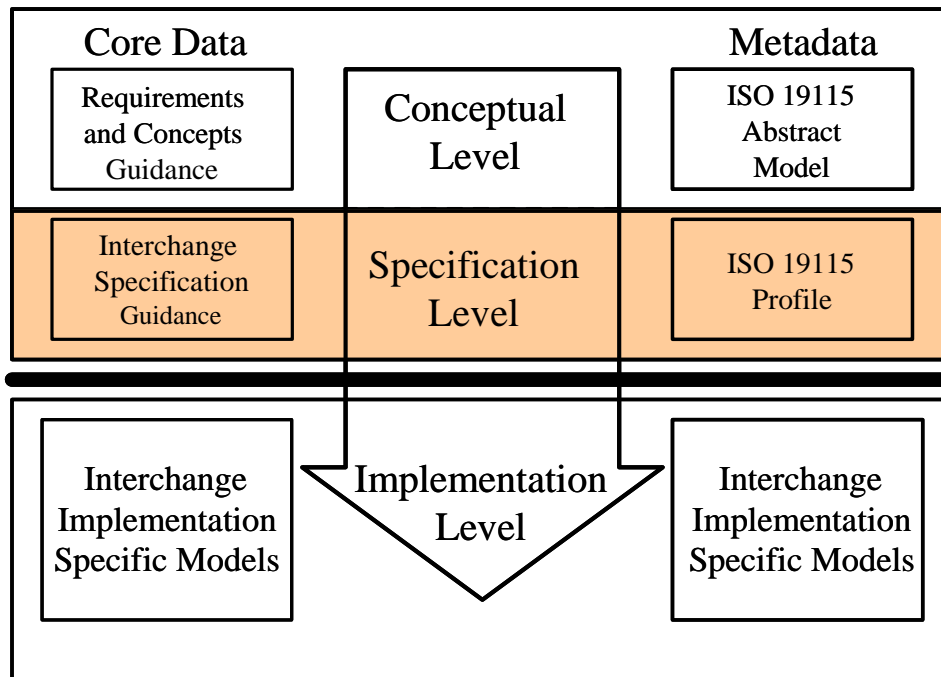 Core Data
Metadata
Requirements
and Concepts
Guidance
Conceptual
Level
ISO 19115
Abstract
Model
Interchange
Specification
Guidance
Specification
Level
ISO 19115
Profile
Interchange
Implementation
Specific Models
Implementation
Level
Interchange
Implementation
Specific Models